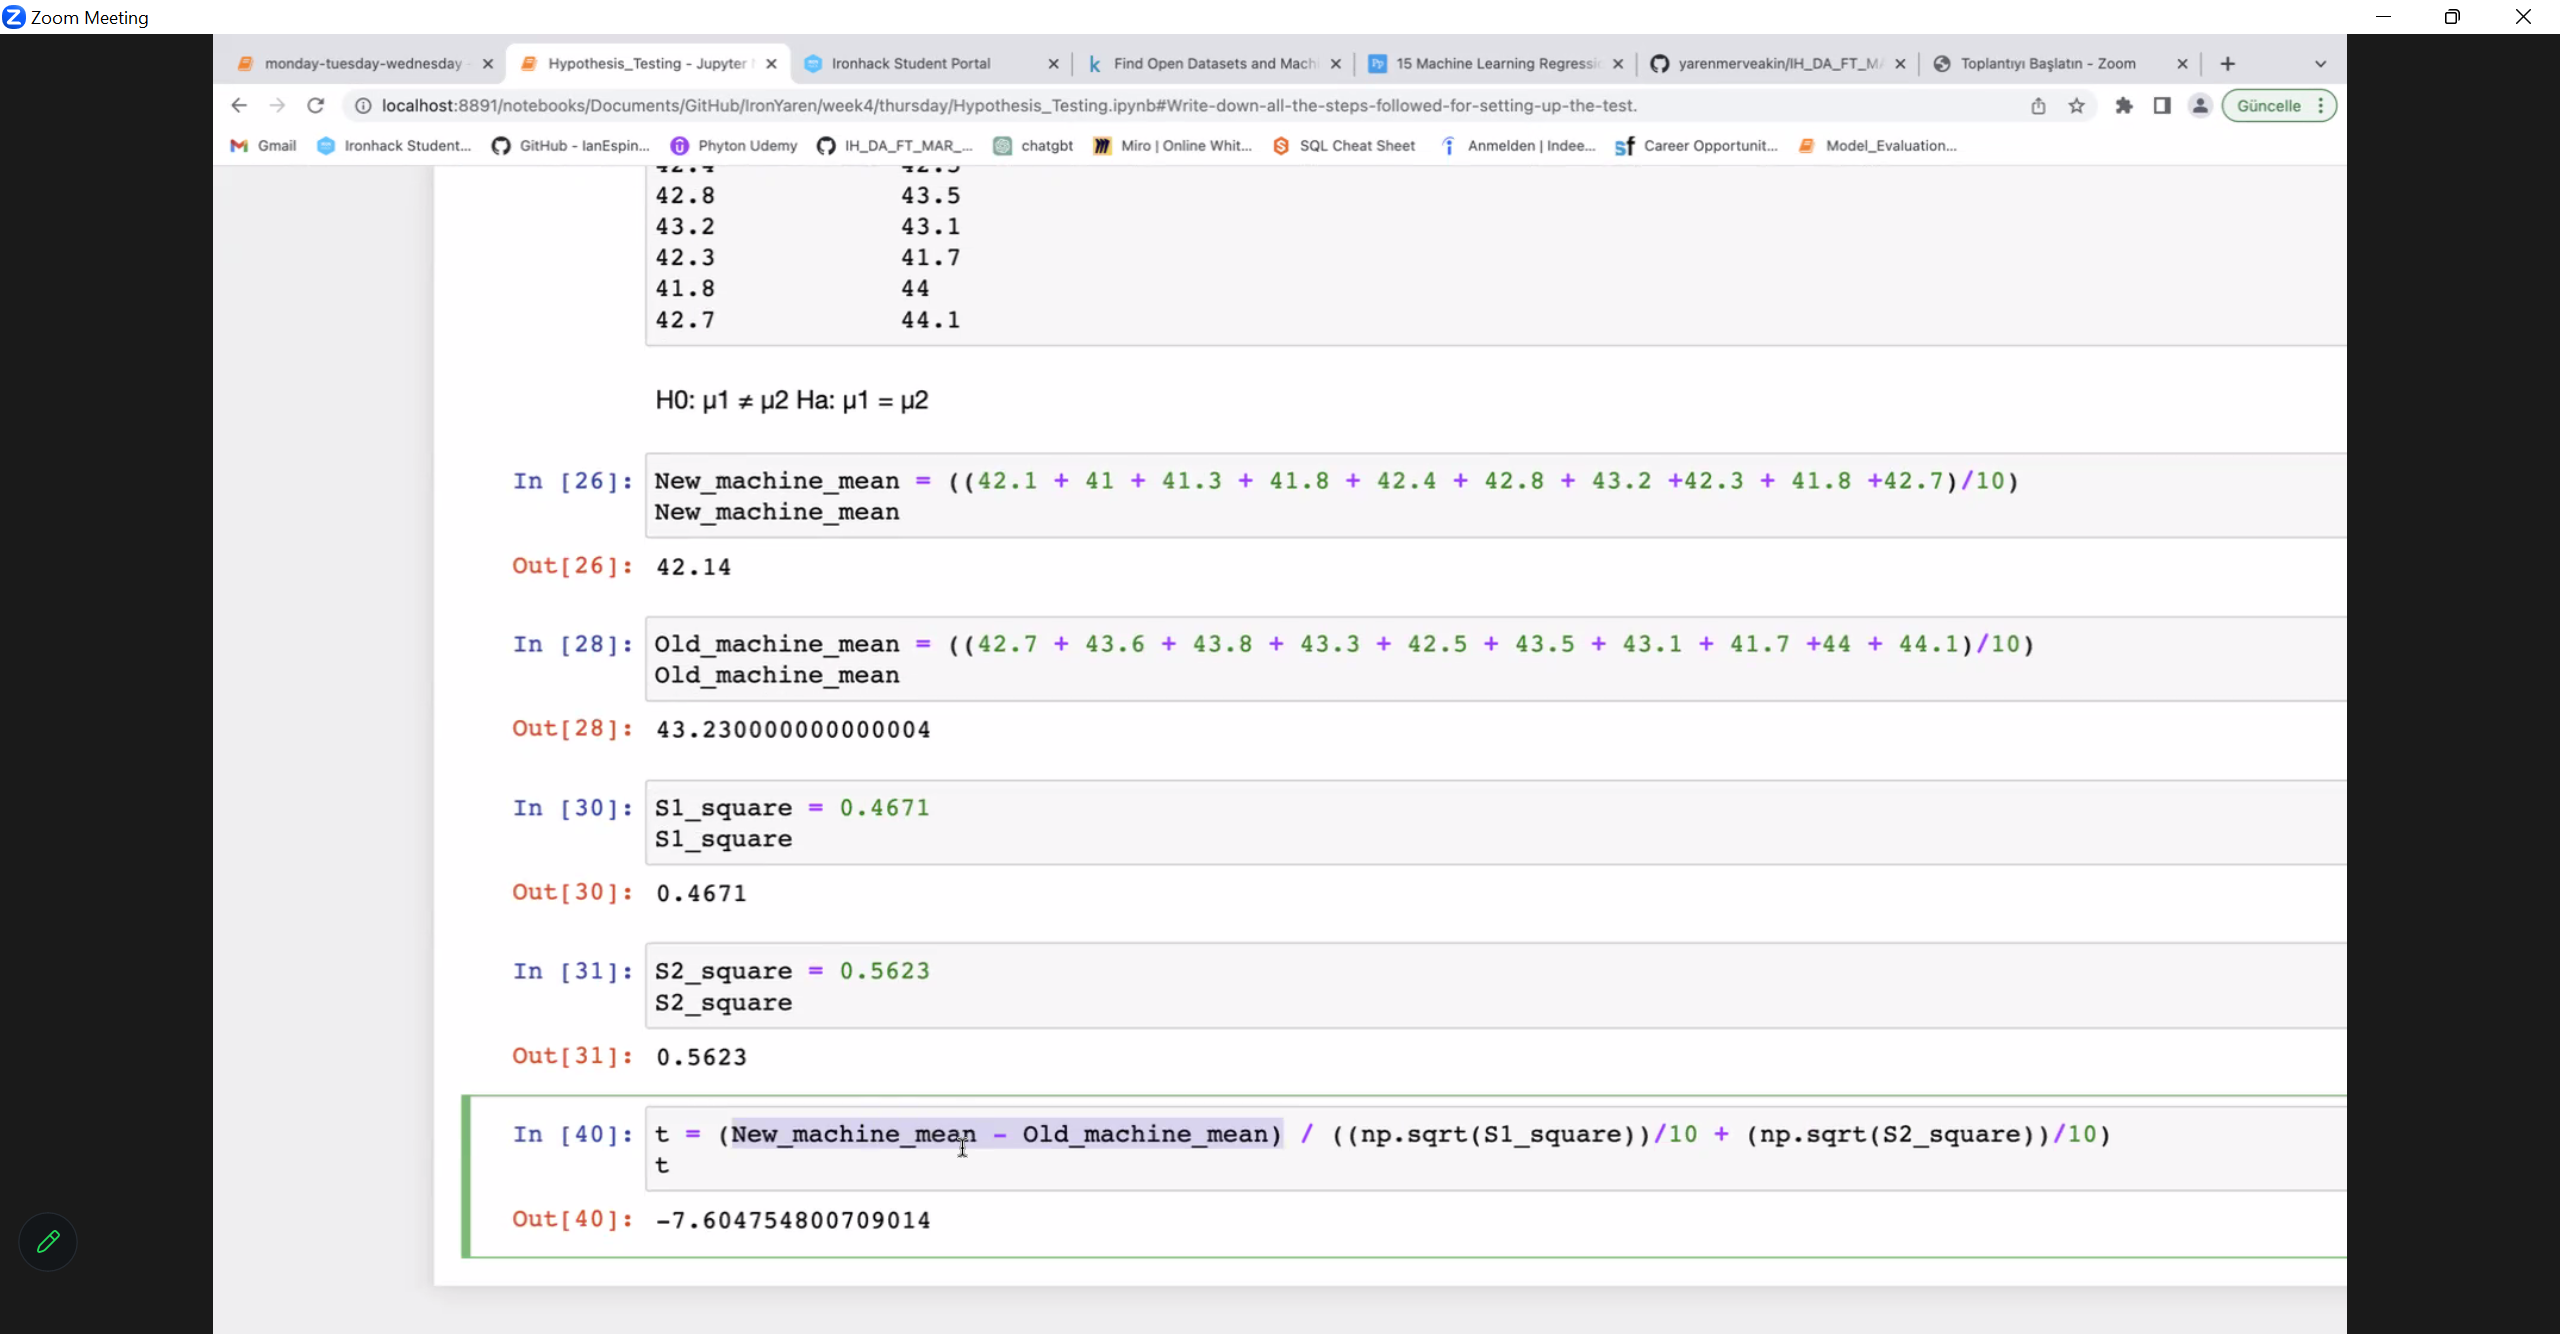 Zoom Meeting
monday-tuesday-wednesday
Hypothesis_Testing - Jupyter
Ironhack Student Portal
Find Open Datasets and Mach
15 Machine Learning Regressi
yarenmerveakin/IH_DA_FT_MA
Toplantıyı Başlatın - Zoom
localhost:8891/notebooks/Documents/GitHub/IronYaren/week4/thursday/Hypothesis_Testing.ipynb#Write-down-all-the-steps-followed-for-setting-up-the-test.
Güncelle
Gmail
Ironhack Student...
GitHub - IanEspin...
Phyton Udemy
IH_DA_FT_MAR_...
chatgbt
Miro | Online Whit...
SQL Cheat Sheet
Anmelden | Indee...
Career Opportunit...
Model_Evaluation...
42.4 42.5
42.8 43.5
43.2 43.1
42.3 41.7
41.8 44
42.7 44.1
H0: μ1 ≠ μ2 Ha: μ1 = μ2
In [26]: New_machine_mean = ((42.1 + 41 + 41.3 + 41.8 + 42.4 + 42.8 + 43.2 +42.3 + 41.8 +42.7)/10)
New_machine_mean
Out[26]: 42.14
In [28]: Old_machine_mean = ((42.7 + 43.6 + 43.8 + 43.3 + 42.5 + 43.5 + 43.1 + 41.7 +44 + 44.1)/10)
Old_machine_mean
Out[28]: 43.230000000000004
In [30]: S1_square = 0.4671
S1_square
Out[30]: 0.4671
In [31]: S2_square = 0.5623
S2_square
Out[31]: 0.5623
In [40]: t = (New_machine_mean - Old_machine_mean) / ((np.sqrt(S1_square))/10 + (np.sqrt(S2_square))/10)
t
Out[40]: -7.604754800709014